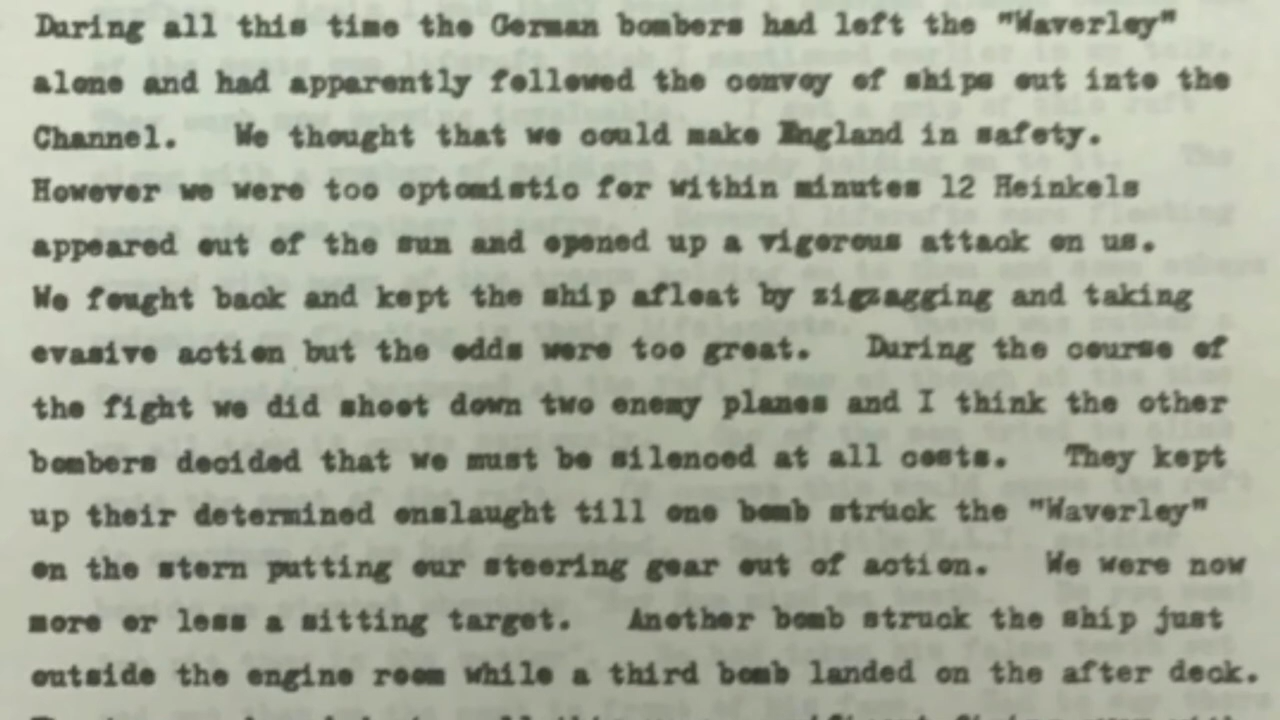 During all this time the German bombers had left the "Waverley"
alone and had apparently followed the convoy of ships out into the
Channel. We thought that we could make England in safety.
However we were too optomistic for within minutes 12 Heinkels
appeared out of the sun and opened up a vigorous attack on us.
We fought back and kept the ship afloat by zigzagging and taking
evasive action but the odds were too great. During the course of
the fight we did shoot down two enemy planes and I think the other
bombers decided that we must be silenced at all costs. They kept
up their determined onslaught till one bomb struck the "Waverley"
on the stern putting our steering gear out of action. We were now
more or less a sitting target. Another bomb struck the ship just
outside the engine room while a third bomb landed on the after deck.